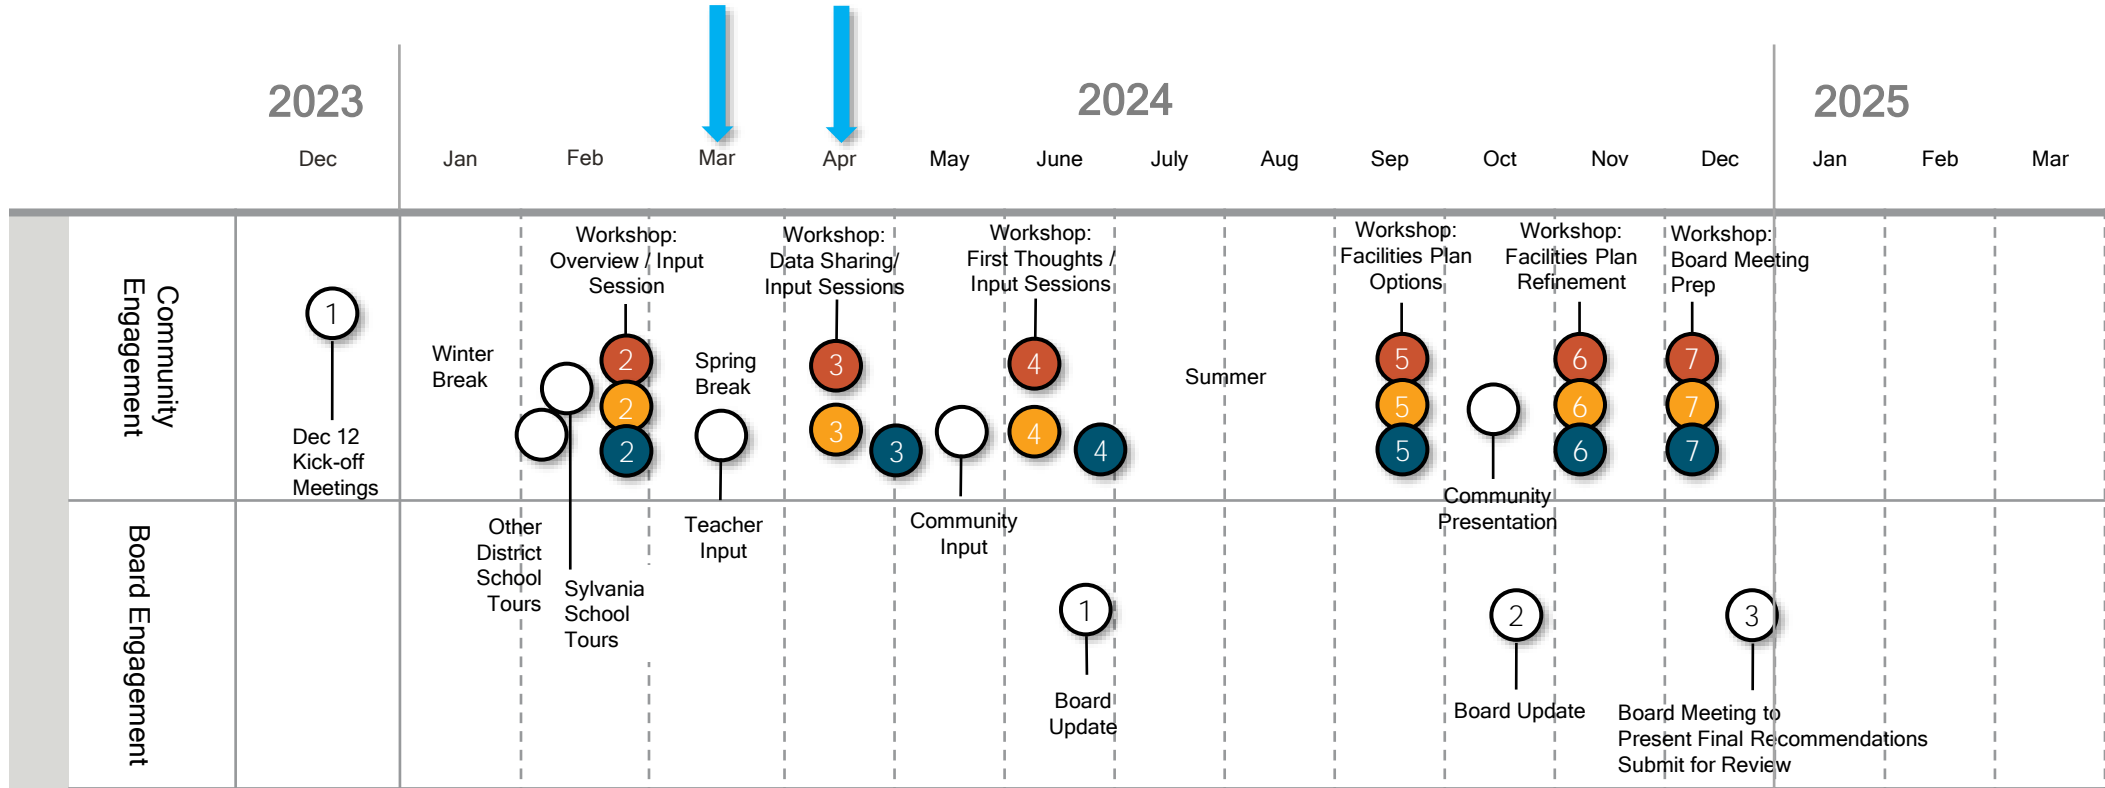 2023
2024
2025
Dec
Jan
Feb
Mar
Apr
May
June
July
Aug
Sep
Oct
Nov
Dec
Jan
Feb
Mar
Community
Engagement
1
Dec 12
Kick-off
Meetings
Winter
Break
Workshop:
Overview / Input
Session
2
2
2
Spring
Break
Workshop:
Data Sharing/
Input Sessions
3
3
3
Workshop:
First Thoughts /
Input Sessions
4
4
4
Summer
Workshop:
Facilities Plan
Options
5
5
5
Workshop:
Facilities Plan
Refinement
6
6
6
Workshop:
Board Meeting
Prep
7
7
7
Community
Presentation
Other
District
School
Tours
Sylvania
School
Tours
Teacher
Input
Community
Input
Board Engagement
1
Board
Update
2
Board Update
3
Board Meeting to
Present Final Recommendations
Submit for Review